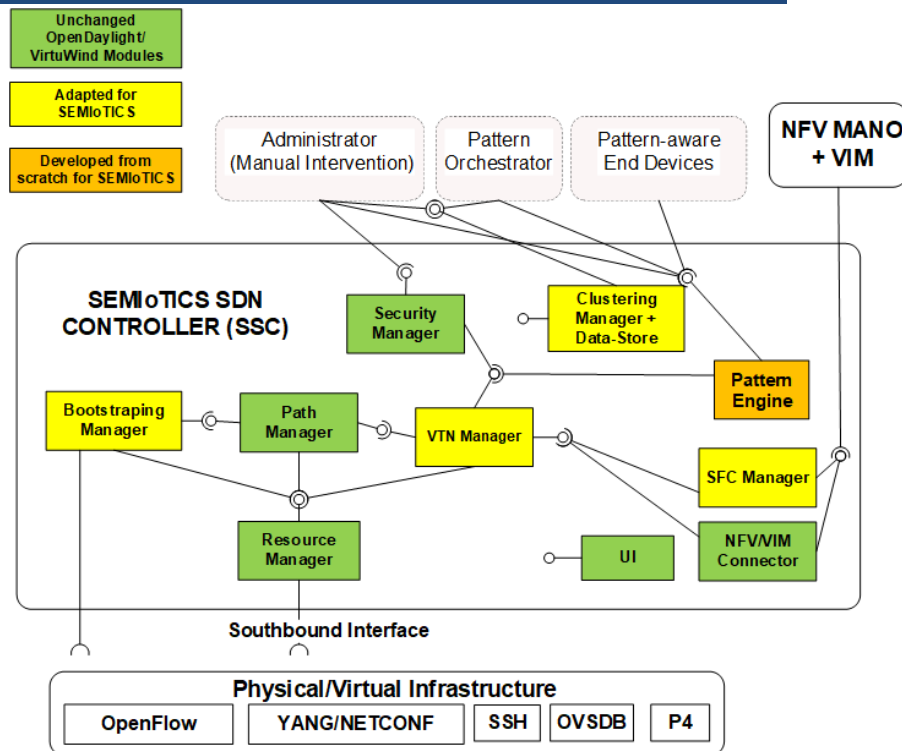 Unchanged
OpenDaylight/
VirtuWind Modules
Adapted for
SEMIoTICS
Developed from
scratch for SEMIoTICS
Administrator
(Manual Intervention)
Pattern
Orchestrator
Pattern-aware
End Devices
NFV MANO
+ VIM
SEMIoTICS SDN
CONTROLLER (SSC)
Security
Manager
Clustering
Manager +
Data-Store
Pattern
Engine
Bootstraping
Manager
Path
Manager
VTN Manager
SFC Manager
Resource
Manager
UI
NFV/VIM
Connector
Southbound Interface
Physical/Virtual Infrastructure
OpenFlow
YANG/NETCONF
SSH
OVSDB
P4